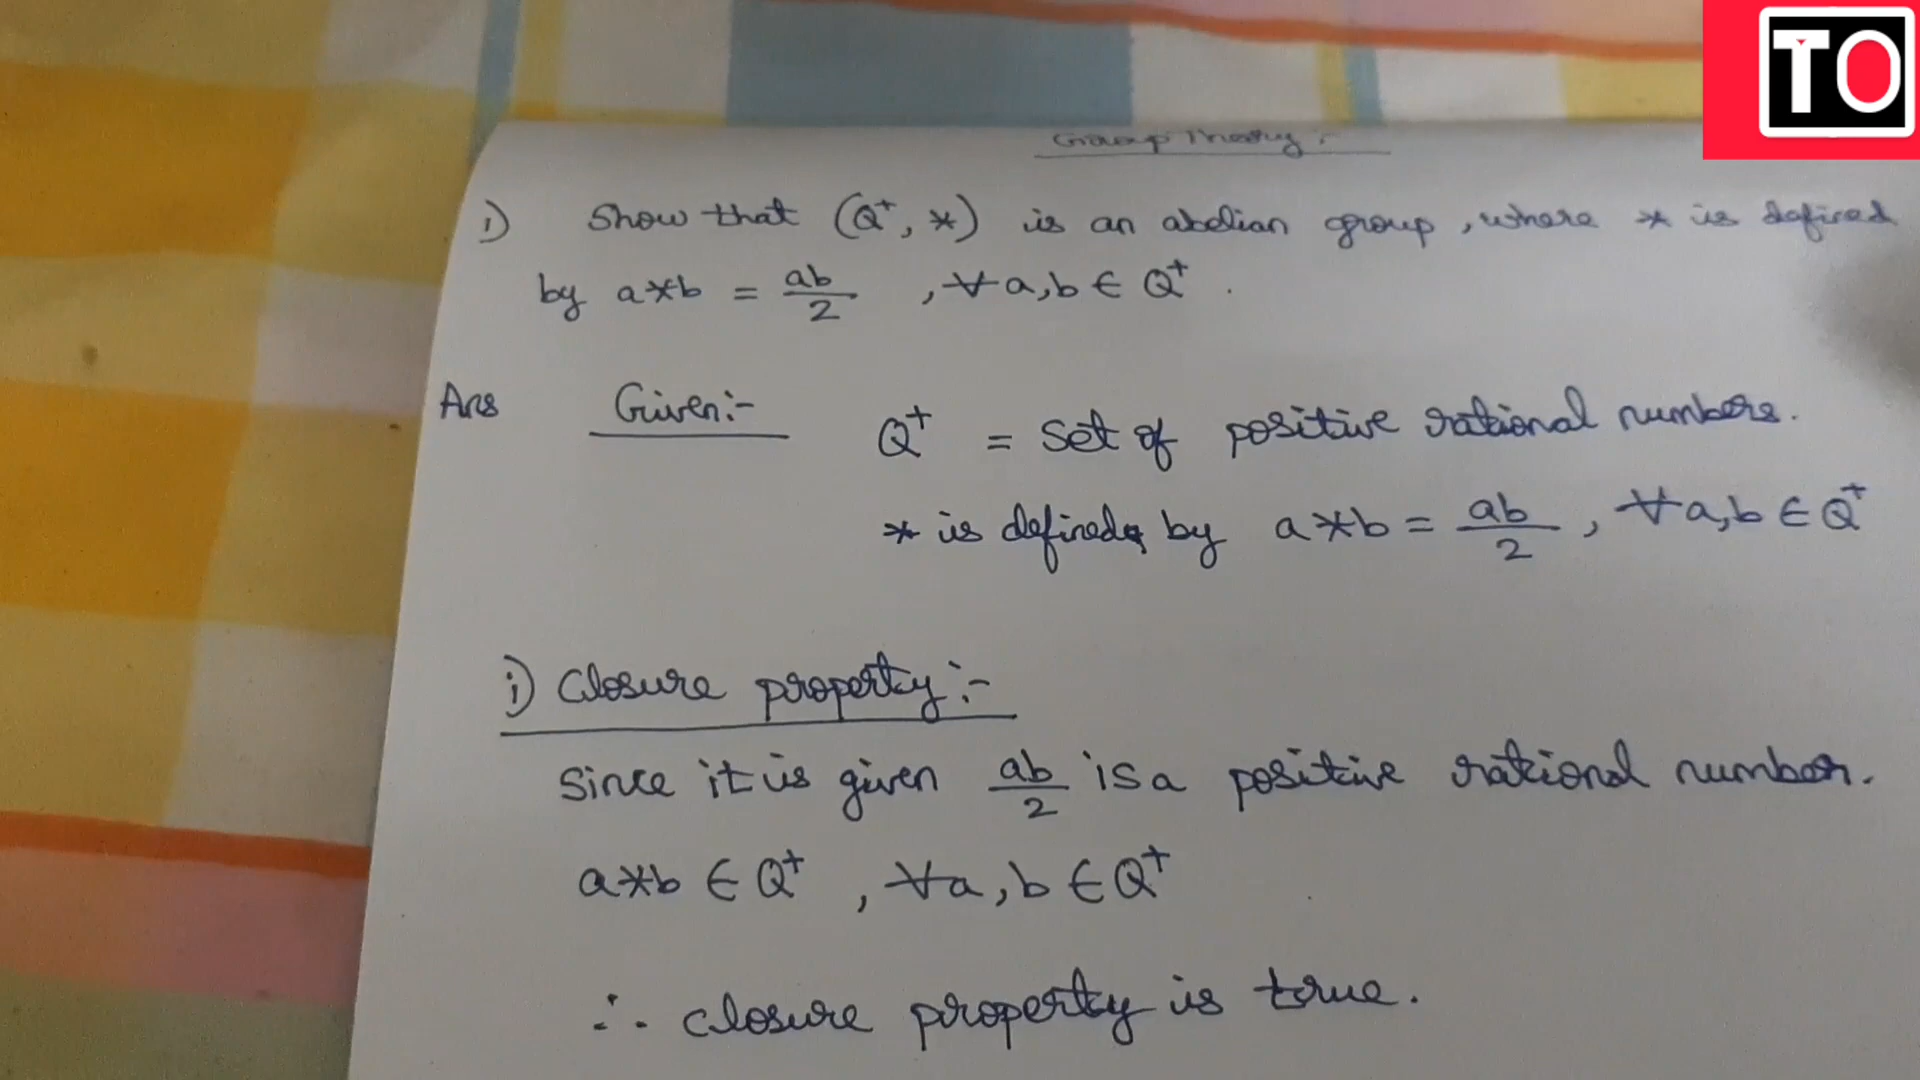 TO
Group Theory :-
1) Show that (Q⁺, *) is an abelian group, where * is defined
by a*b = ab/2 , ∀a,b ∈ Q⁺ .
Ans Given:- Q⁺ = Set of positive rational numbers.
* is defined by a*b = ab/2 , ∀a,b ∈ Q⁺
i) Closure property :-
Since it is given ab/2 is a positive rational number.
a*b ∈ Q⁺ , ∀a,b ∈ Q⁺
∴ closure property is true.